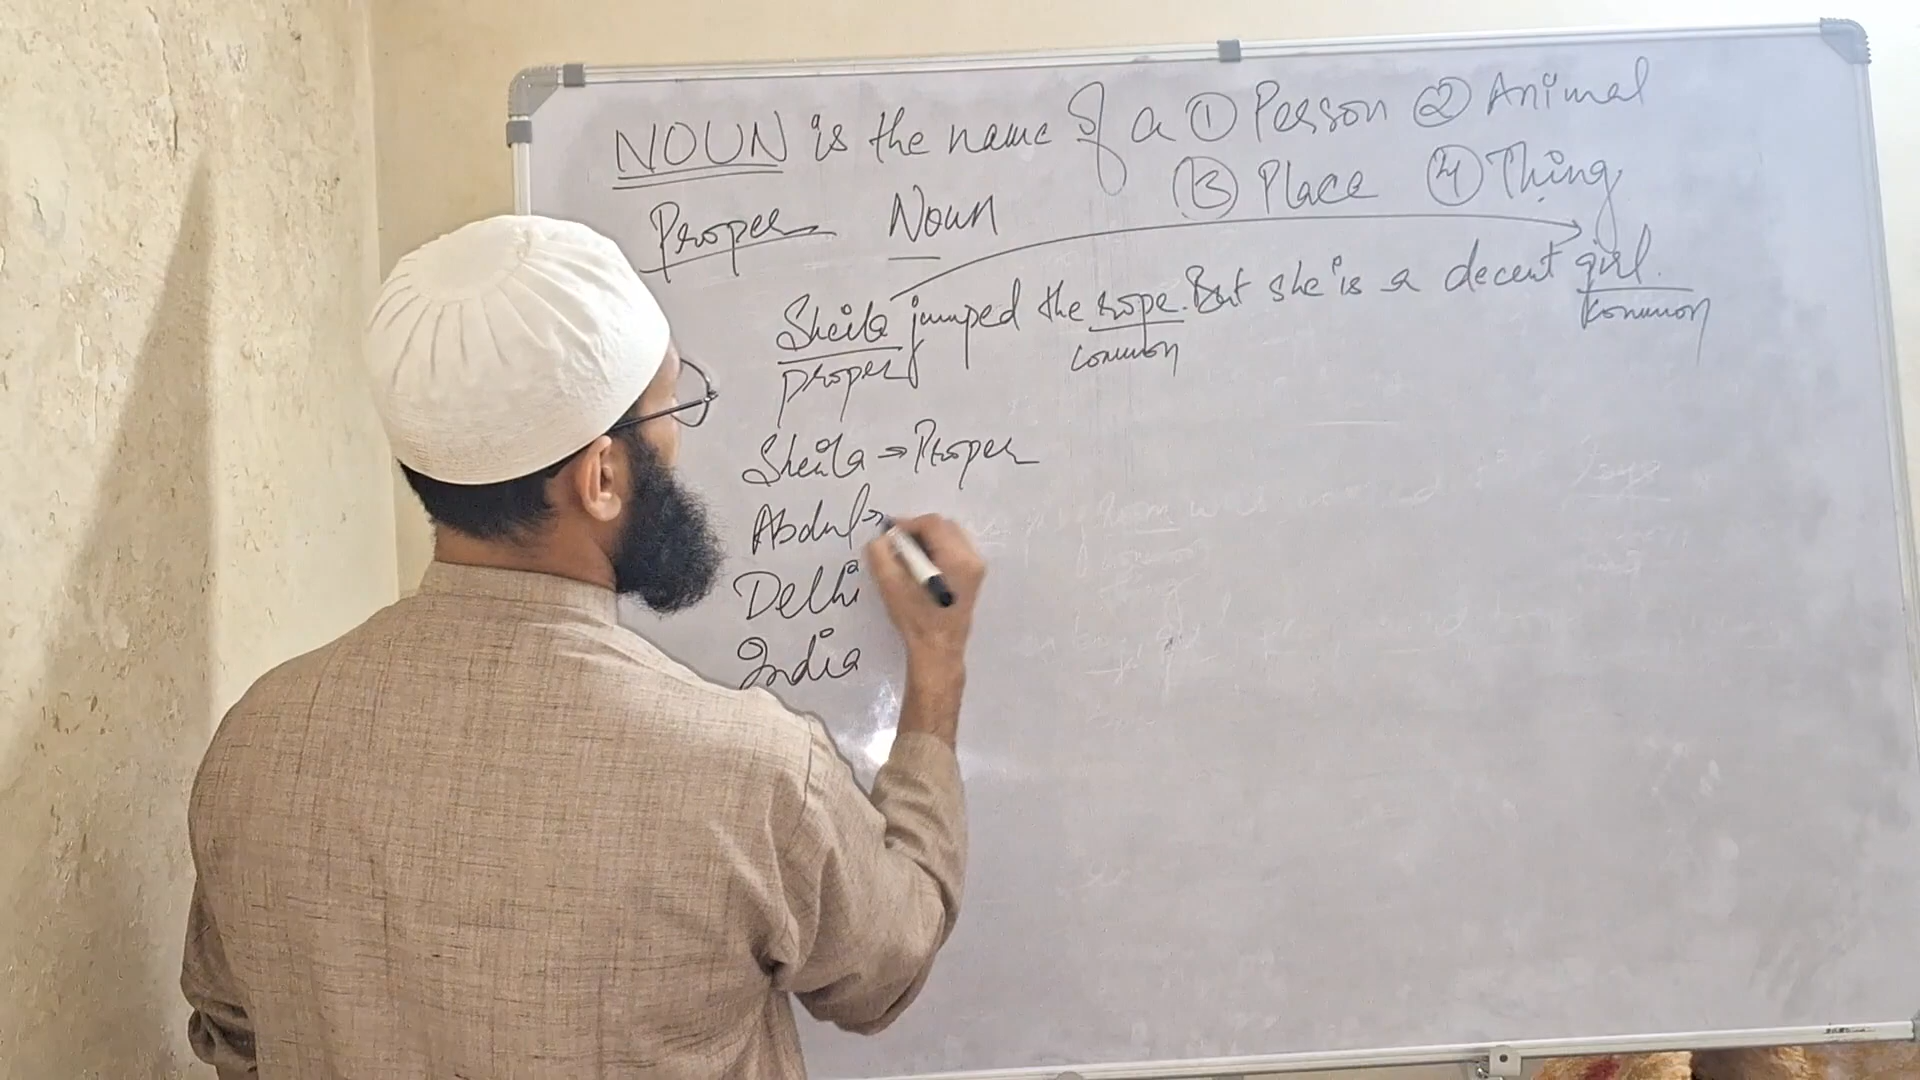 NOUN is the name of a ① Person ② Animal
③ Place ④ Thing
Proper Noun
Sheila jumped the rope. But she is a decent girl.
proper common common
Sheila → Proper
Abdul →
Delhi
India